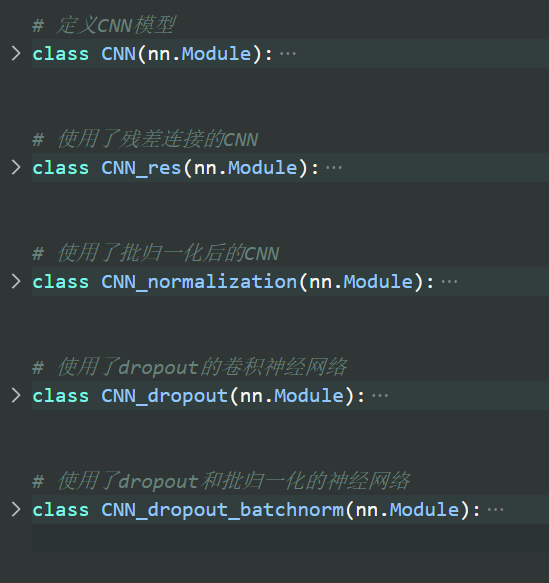 # 定义CNN模型
class CNN(nn.Module):…
# 使用了残差连接的CNN
class CNN_res(nn.Module):…
# 使用了批归一化后的CNN
class CNN_normalization(nn.Module):…
# 使用了dropout的卷积神经网络
class CNN_dropout(nn.Module):…
# 使用了dropout和批归一化的神经网络
class CNN_dropout_batchnorm(nn.Module):…